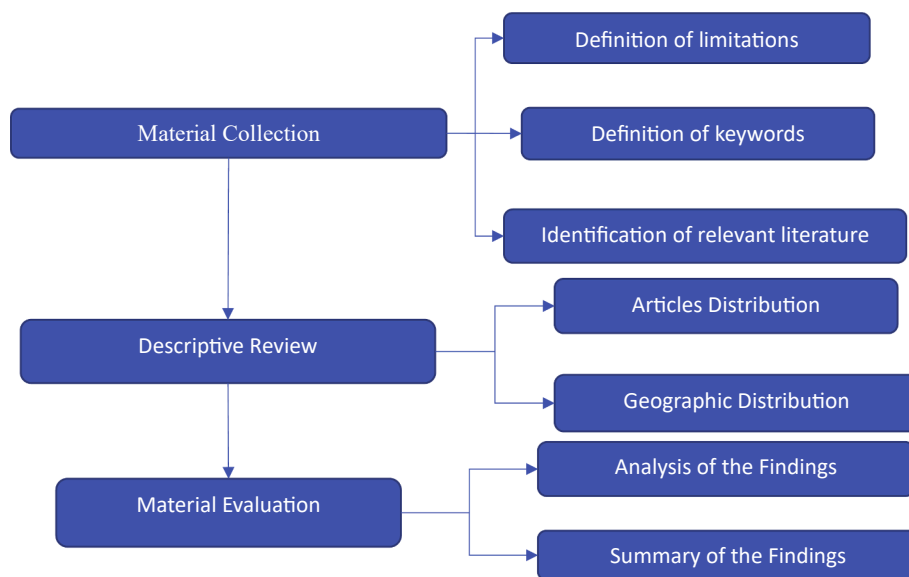 Definition of limitations
Material Collection
Definition of keywords
Identification of relevant literature
Articles Distribution
Descriptive Review
Geographic Distribution
Analysis of the Findings
Material Evaluation
Summary of the Findings